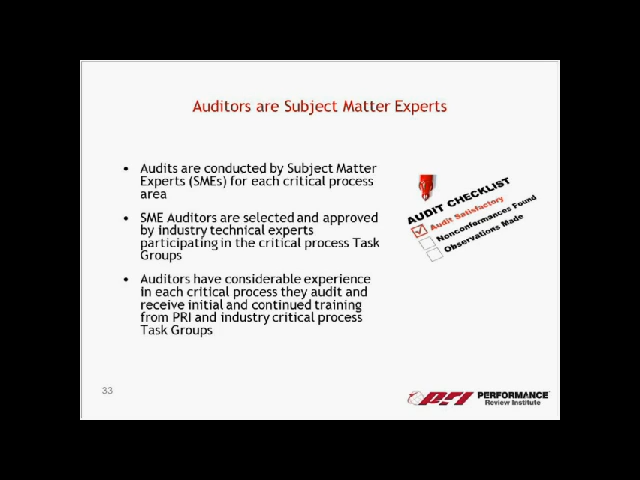 Auditors are Subject Matter Experts
• Audits are conducted by Subject Matter
Experts (SMEs) for each critical process
area
• SME Auditors are selected and approved
by industry technical experts
participating in the critical process Task
Groups
• Auditors have considerable experience
in each critical process they audit and
receive initial and continued training
from PRI and industry critical process
Task Groups
AUDIT CHECKLIST
Audit Satisfactory
Nonconformances Found
Observations Made
33
PRI PERFORMANCE
Review Institute